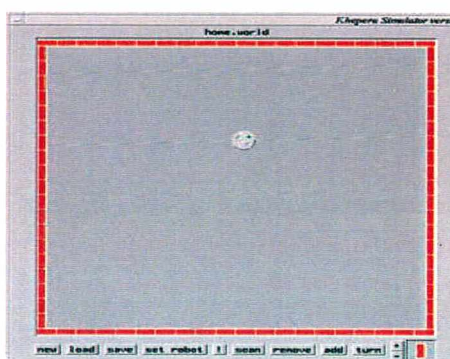 Khepera Simulator vers
home.world
new load save set robot ! scan remove add turn + -